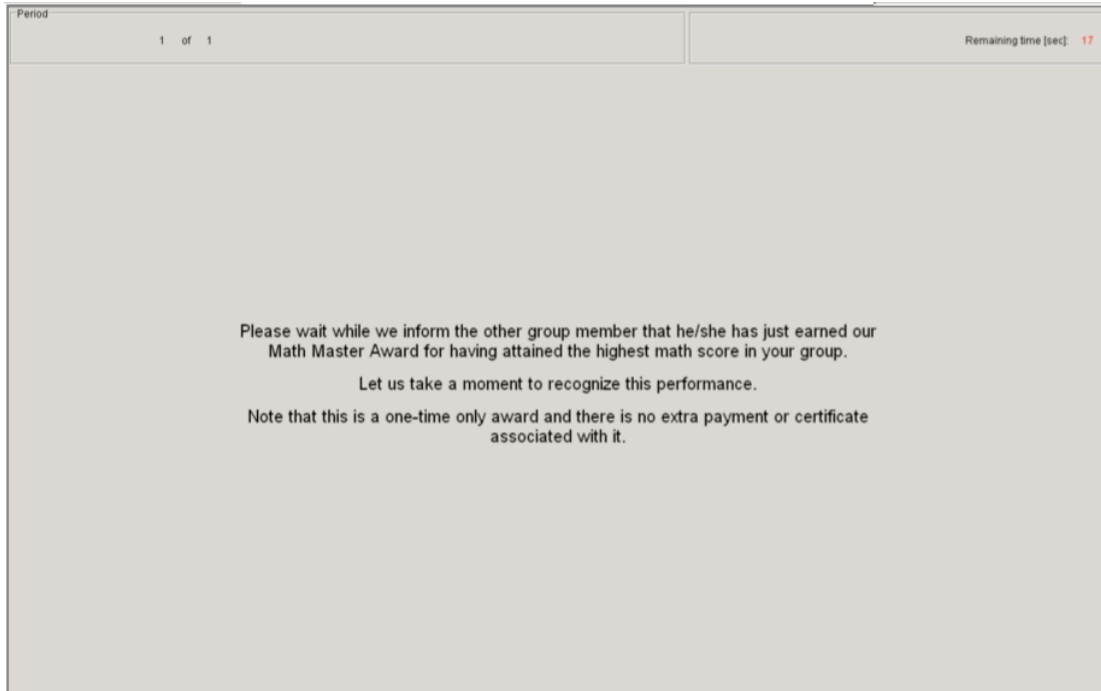 Period
1 of 1
Remaining time [sec]: 17
Please wait while we inform the other group member that he/she has just earned our
Math Master Award for having attained the highest math score in your group.
Let us take a moment to recognize this performance.
Note that this is a one-time only award and there is no extra payment or certificate
associated with it.